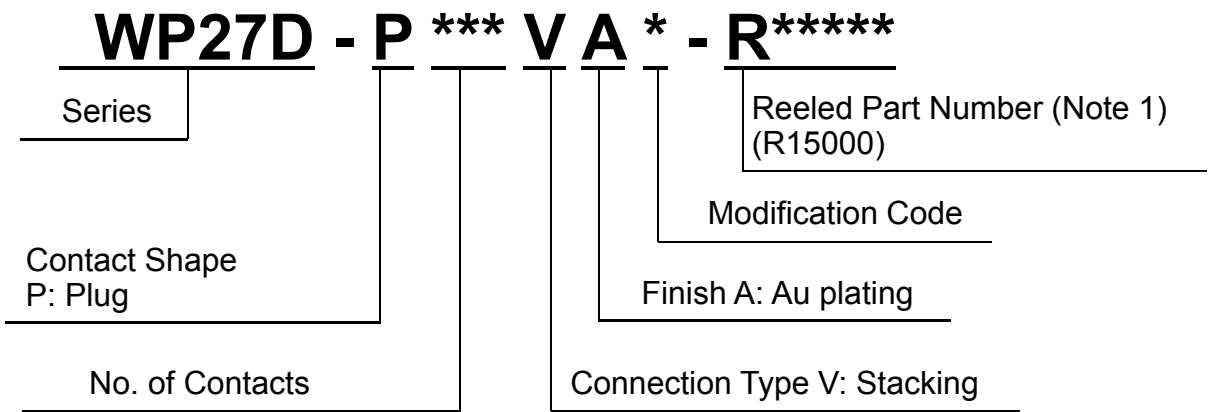 WP27D - P *** V A * - R*****
Series
Reeled Part Number (Note 1)
(R15000)
Modification Code
Contact Shape
P: Plug
Finish A: Au plating
No. of Contacts
Connection Type V: Stacking